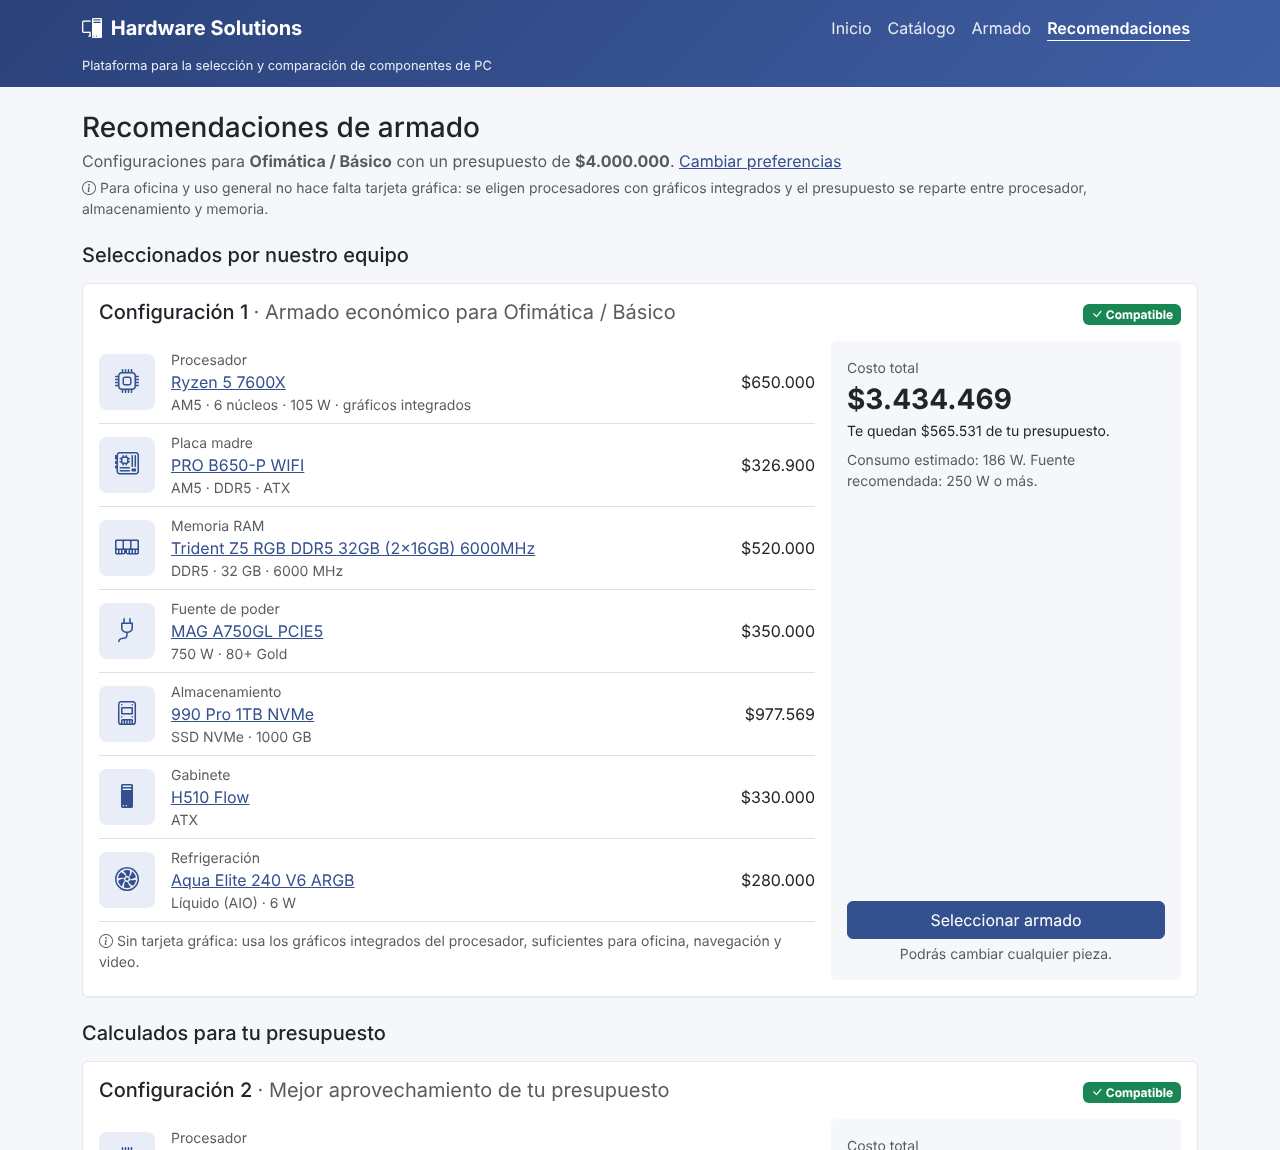 Hardware Solutions
Inicio Catálogo Armado Recomendaciones
Plataforma para la selección y comparación de componentes de PC
Recomendaciones de armado
Configuraciones para Ofimática / Básico con un presupuesto de $4.000.000. Cambiar preferencias
Para oficina y uso general no hace falta tarjeta gráfica: se eligen procesadores con gráficos integrados y el presupuesto se reparte entre procesador,
almacenamiento y memoria.
Seleccionados por nuestro equipo
Configuración 1 · Armado económico para Ofimática / Básico
Compatible
Procesador
Ryzen 5 7600X
$650.000
AM5 · 6 núcleos · 105 W · gráficos integrados
Placa madre
PRO B650-P WIFI
$326.900
AM5 · DDR5 · ATX
Memoria RAM
Trident Z5 RGB DDR5 32GB (2×16GB) 6000MHz
$520.000
DDR5 · 32 GB · 6000 MHz
Fuente de poder
MAG A750GL PCIE5
$350.000
750 W · 80+ Gold
Almacenamiento
990 Pro 1TB NVMe
$977.569
SSD NVMe · 1000 GB
Gabinete
H510 Flow
$330.000
ATX
Refrigeración
Aqua Elite 240 V6 ARGB
$280.000
Líquido (AIO) · 6 W
Sin tarjeta gráfica: usa los gráficos integrados del procesador, suficientes para oficina, navegación y
video.
Costo total
$3.434.469
Te quedan $565.531 de tu presupuesto.
Consumo estimado: 186 W. Fuente
recomendada: 250 W o más.
Seleccionar armado
Podrás cambiar cualquier pieza.
Calculados para tu presupuesto
Configuración 2 · Mejor aprovechamiento de tu presupuesto
Compatible
Procesador
Costo total